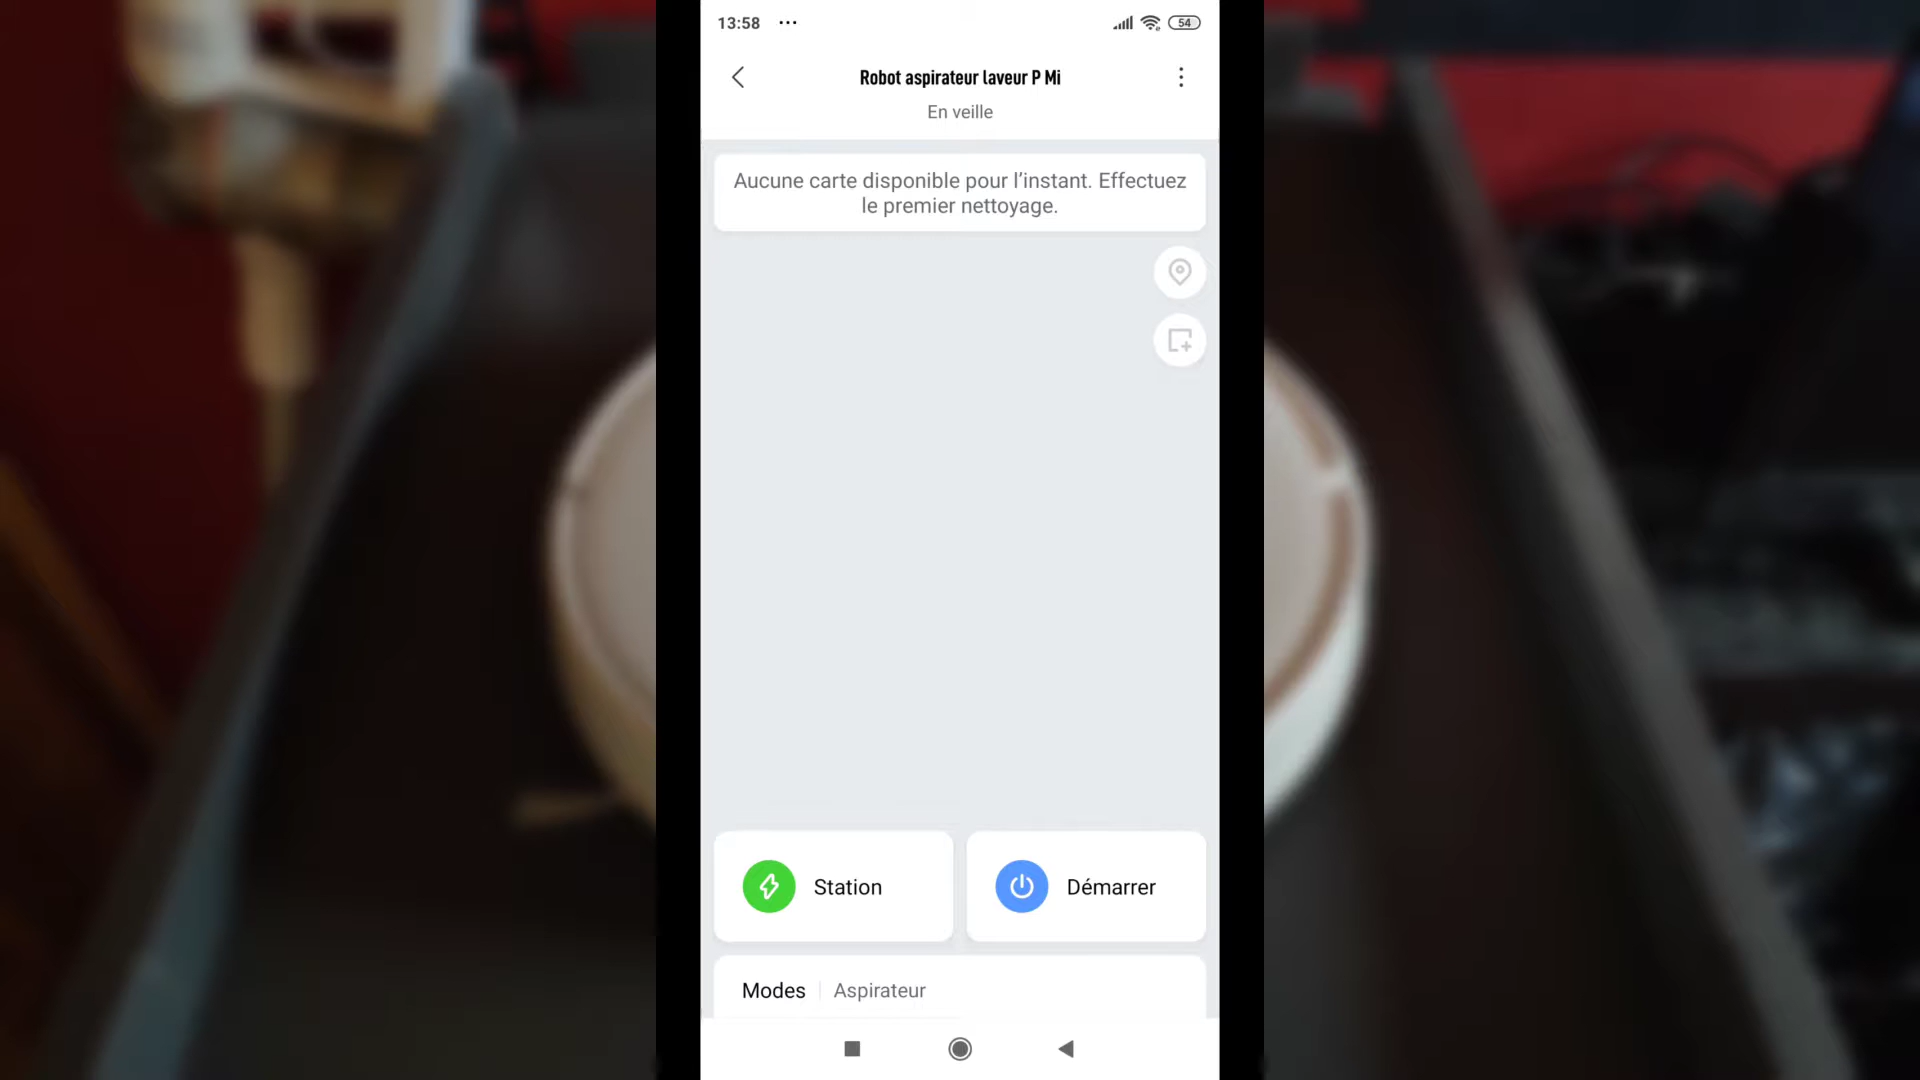 13:58 ...
54
Robot aspirateur laveur P Mi
En veille
Aucune carte disponible pour l’instant. Effectuez
le premier nettoyage.
Station
Démarrer
Modes Aspirateur